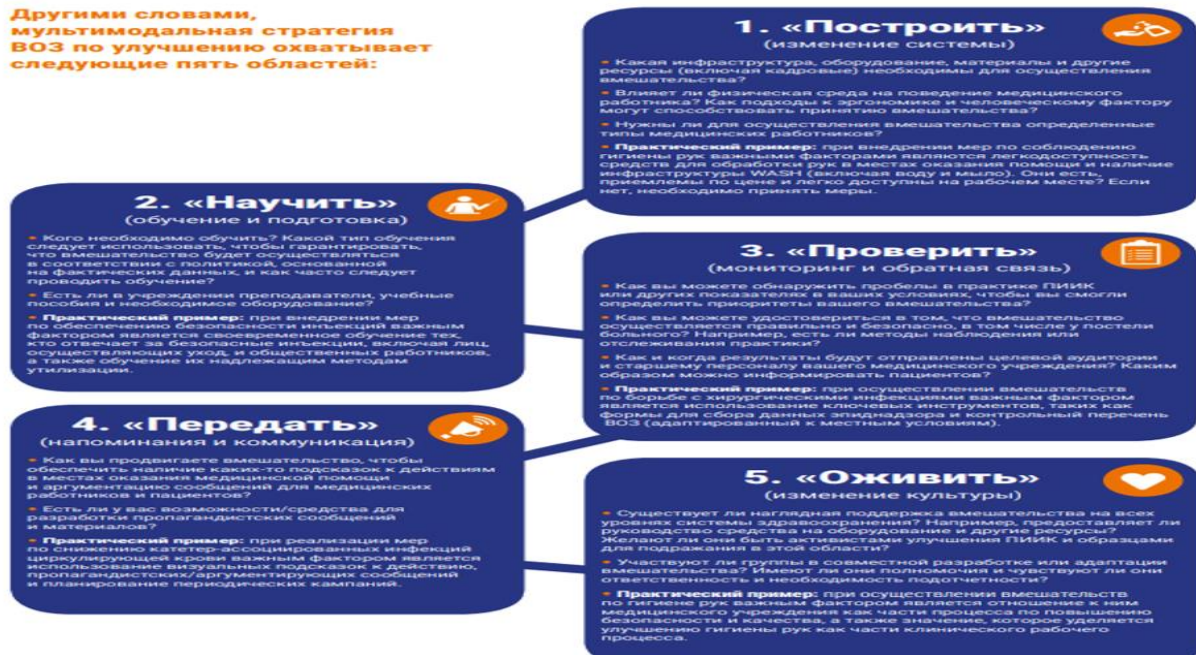 Другими словами,
мультимодальная стратегия
ВОЗ по улучшению охватывает
следующие пять областей:
1. «Построить»
(изменение системы)
• Какая инфраструктура, оборудование, материалы и другие
ресурсы (включая кадровые) необходимы для осуществления
вмешательства?
• Влияет ли физическая среда на поведение медицинского
работника? Как подходы к эргономике и человеческому фактору
могут способствовать принятию вмешательства?
• Нужны ли для осуществления вмешательства определенные
типы медицинских работников?
• Практический пример: при внедрении мер по соблюдению
гигиены рук важными факторами являются легкодоступность
средств для обработки рук в местах оказания помощи и наличие
инфраструктуры WASH (включая воду и мыло). Они есть,
приемлемы по цене и легко доступны на рабочем месте? Если
нет, необходимо принять меры.
2. «Научить»
(обучение и подготовка)
• Кого необходимо обучить? Какой тип обучения
следует использовать, чтобы гарантировать,
что вмешательство будет осуществляться
в соответствии с политикой, основанной
на фактических данных, и как часто следует
проводить обучение?
• Есть ли в учреждении преподаватели, учебные
пособия и необходимое оборудование?
• Практический пример: при внедрении мер
по обеспечению безопасности инъекций важным
фактором является своевременное обучение тех,
кто отвечает за безопасные инъекции, включая лиц,
осуществляющих уход, и общественных работников,
а также обучение их надлежащим методам
утилизации.
3. «Проверить»
(мониторинг и обратная связь)
• Как вы можете обнаружить пробелы в практике ПИИК
или других показателях в ваших условиях, чтобы вы смогли
определить приоритеты вашего вмешательства?
• Как вы можете удостовериться в том, что вмешательство
осуществляется правильно и безопасно, в том числе у постели
больного? Например, есть ли методы наблюдения или
отслеживания практики?
• Как и когда результаты будут отправлены целевой аудитории
и старшему персоналу вашего медицинского учреждения? Каким
образом можно информировать пациентов?
• Практический пример: при осуществлении вмешательств
по борьбе с хирургическими инфекциями важным фактором
является использование ключевых инструментов, таких как
формы для сбора данных эпиднадзора и контрольный перечень
ВОЗ (адаптированный к местным условиям).
4. «Передать»
(напоминания и коммуникация)
• Как вы продвигаете вмешательство, чтобы
обеспечить наличие каких-то подсказок к действиям
в местах оказания медицинской помощи
и аргументацию сообщений для медицинских
работников и пациентов?
• Есть ли у вас возможности/средства для
разработки пропагандистских сообщений
и материалов?
• Практический пример: при реализации мер
по снижению катетер-ассоциированных инфекций
циркулирующей крови важным фактором является
использование визуальных подсказок к действию,
пропагандистских/аргументирующих сообщений
и планирование периодических кампаний.
5. «Оживить»
(изменение культуры)
• Существует ли наглядная поддержка вмешательства на всех
уровнях системы здравоохранения? Например, предоставляет ли
руководство средства на оборудование и другие ресурсы?
Желают ли они быть активистами улучшения ПИИК и образцами
для подражания в этой области?
• Участвуют ли группы в совместной разработке или адаптации
вмешательства? Имеют ли они полномочия и чувствуют ли они
ответственность и необходимость подотчетности?
• Практический пример: при осуществлении вмешательств
по гигиене рук важным фактором является отношение к ним
медицинского учреждения как части процесса по повышению
безопасности и качества, а также значение, которое уделяется
улучшению гигиены рук как части клинического рабочего
процесса.